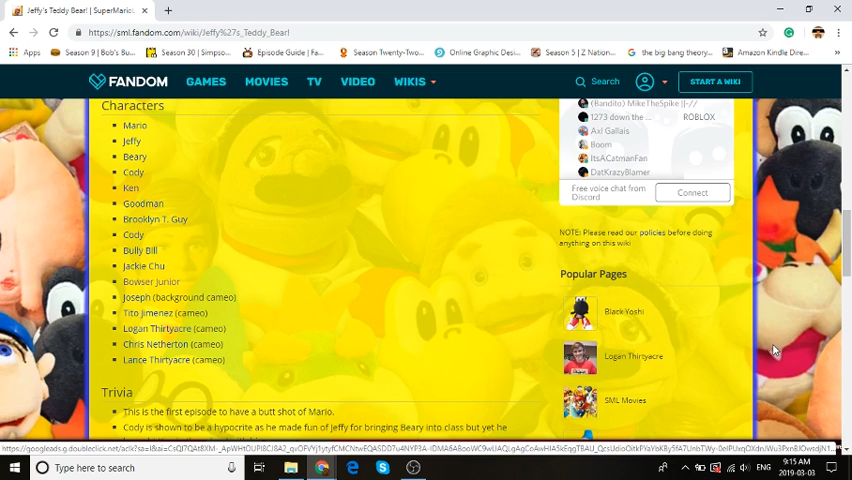 Jeffy's Teddy Bear! | SuperMario
https://sml.fandom.com/wiki/Jeffy%27s_Teddy_Bear!
Apps Season 9 | Bob's Bu... Season 30 | Simpso... Episode Guide | Fa... Season Twenty-Two... Online Graphic Des... Season 5 | Z Nation... the big bang theory... Amazon Kindle Dire...
FANDOM GAMES MOVIES TV VIDEO WIKIS Search START A WIKI
Characters
Mario
Jeffy
Beary
Cody
Ken
Goodman
Brooklyn T. Guy
Cody
Bully Bill
Jackie Chu
Bowser Junior
Joseph (background cameo)
Tito Jimenez (cameo)
Logan Thirtyacre (cameo)
Chris Netherton (cameo)
Lance Thirtyacre (cameo)
Trivia
This is the first episode to have a butt shot of Mario.
Cody is shown to be a hypocrite as he made fun of Jeffy for bringing Beary into class but yet he
(Bandito) MikeTheSpike ||-//
1273 down the ... ROBLOX
Axl Gallais
Boom
ItsACatmanFan
DatKrazyBlamer
Free voice chat from
Discord
Connect
NOTE: Please read our policies before doing
anything on this wiki
Popular Pages
Black Yoshi
Logan Thirtyacre
SML Movies
Type here to search
ENG
9:15 AM
2019-03-03